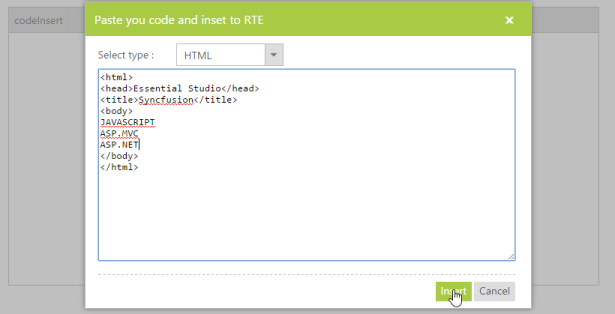 codeInsert
Paste you code and inset to RTE
×
Select type :
HTML
<html>
<head>Essential Studio</head>
<title>Syncfusion</title>
<body>
JAVASCRIPT
ASP.MVC
ASP.NET
</body>
</html>
Insert
Cancel